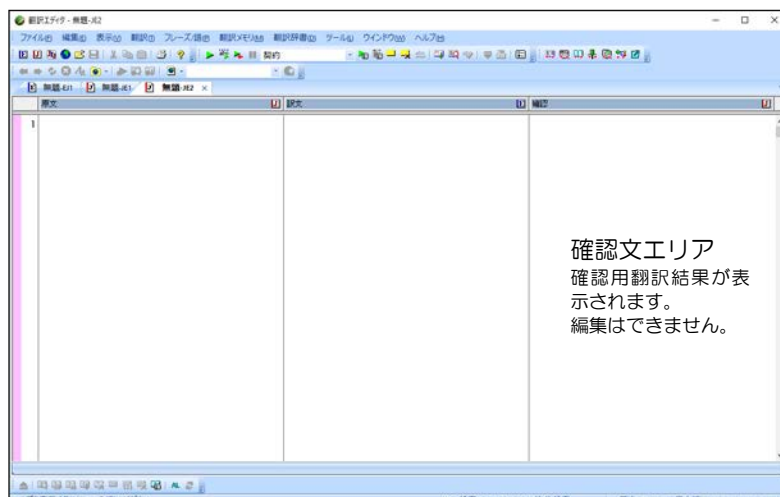 翻訳エディタ - 無題-JE2
ファイル(F) 編集(E) 表示(V) 翻訳(T) フレーズ/語(P) 翻訳メモリ(M) 翻訳辞書(D) ツール(L) ウインドウ(W) ヘルプ(H)
契約
無題-EJ1 無題-JE1 無題-JE2 ×
原文 訳文 確認
1
確認文エリア
確認用翻訳結果が表
示されます。
編集はできません。